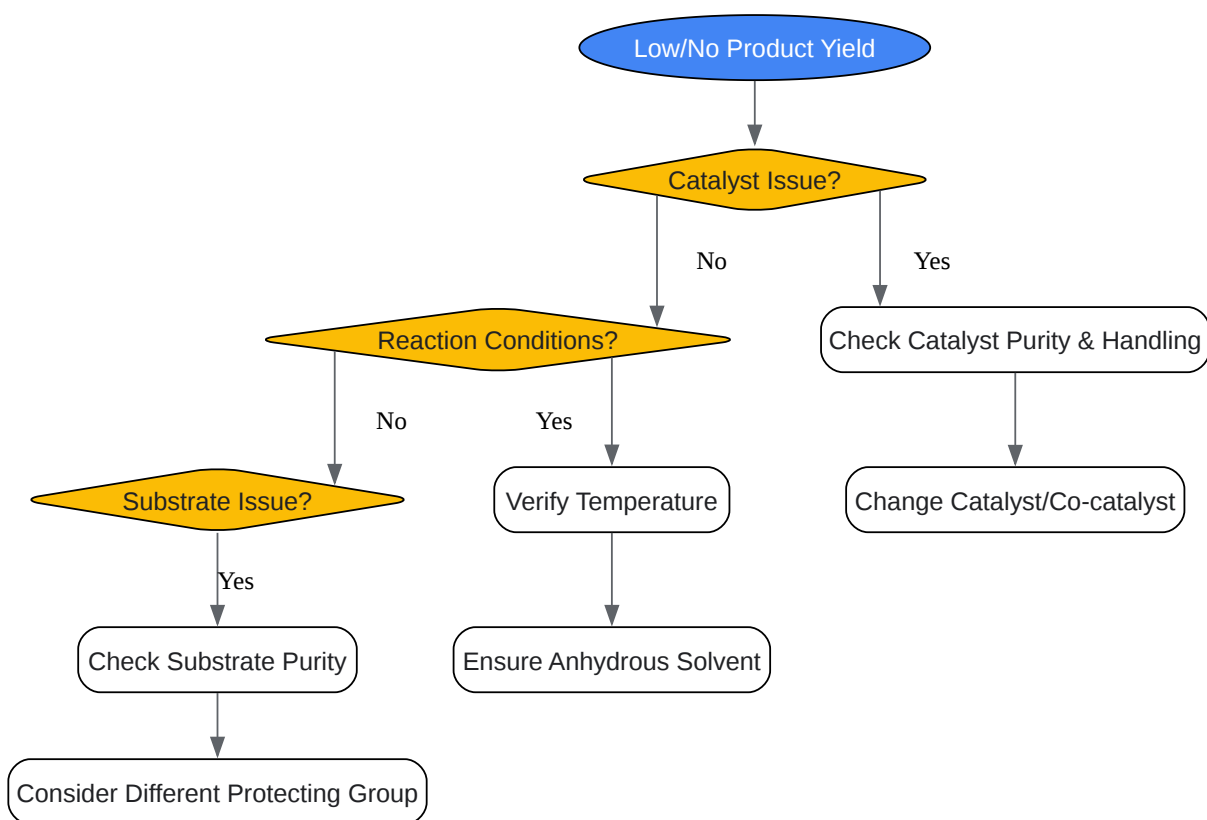 Low/No Product Yield
Catalyst Issue?
No
Yes
Reaction Conditions?
Check Catalyst Purity & Handling
No
Yes
Substrate Issue?
Verify Temperature
Change Catalyst/Co-catalyst
Yes
Check Substrate Purity
Ensure Anhydrous Solvent
Consider Different Protecting Group